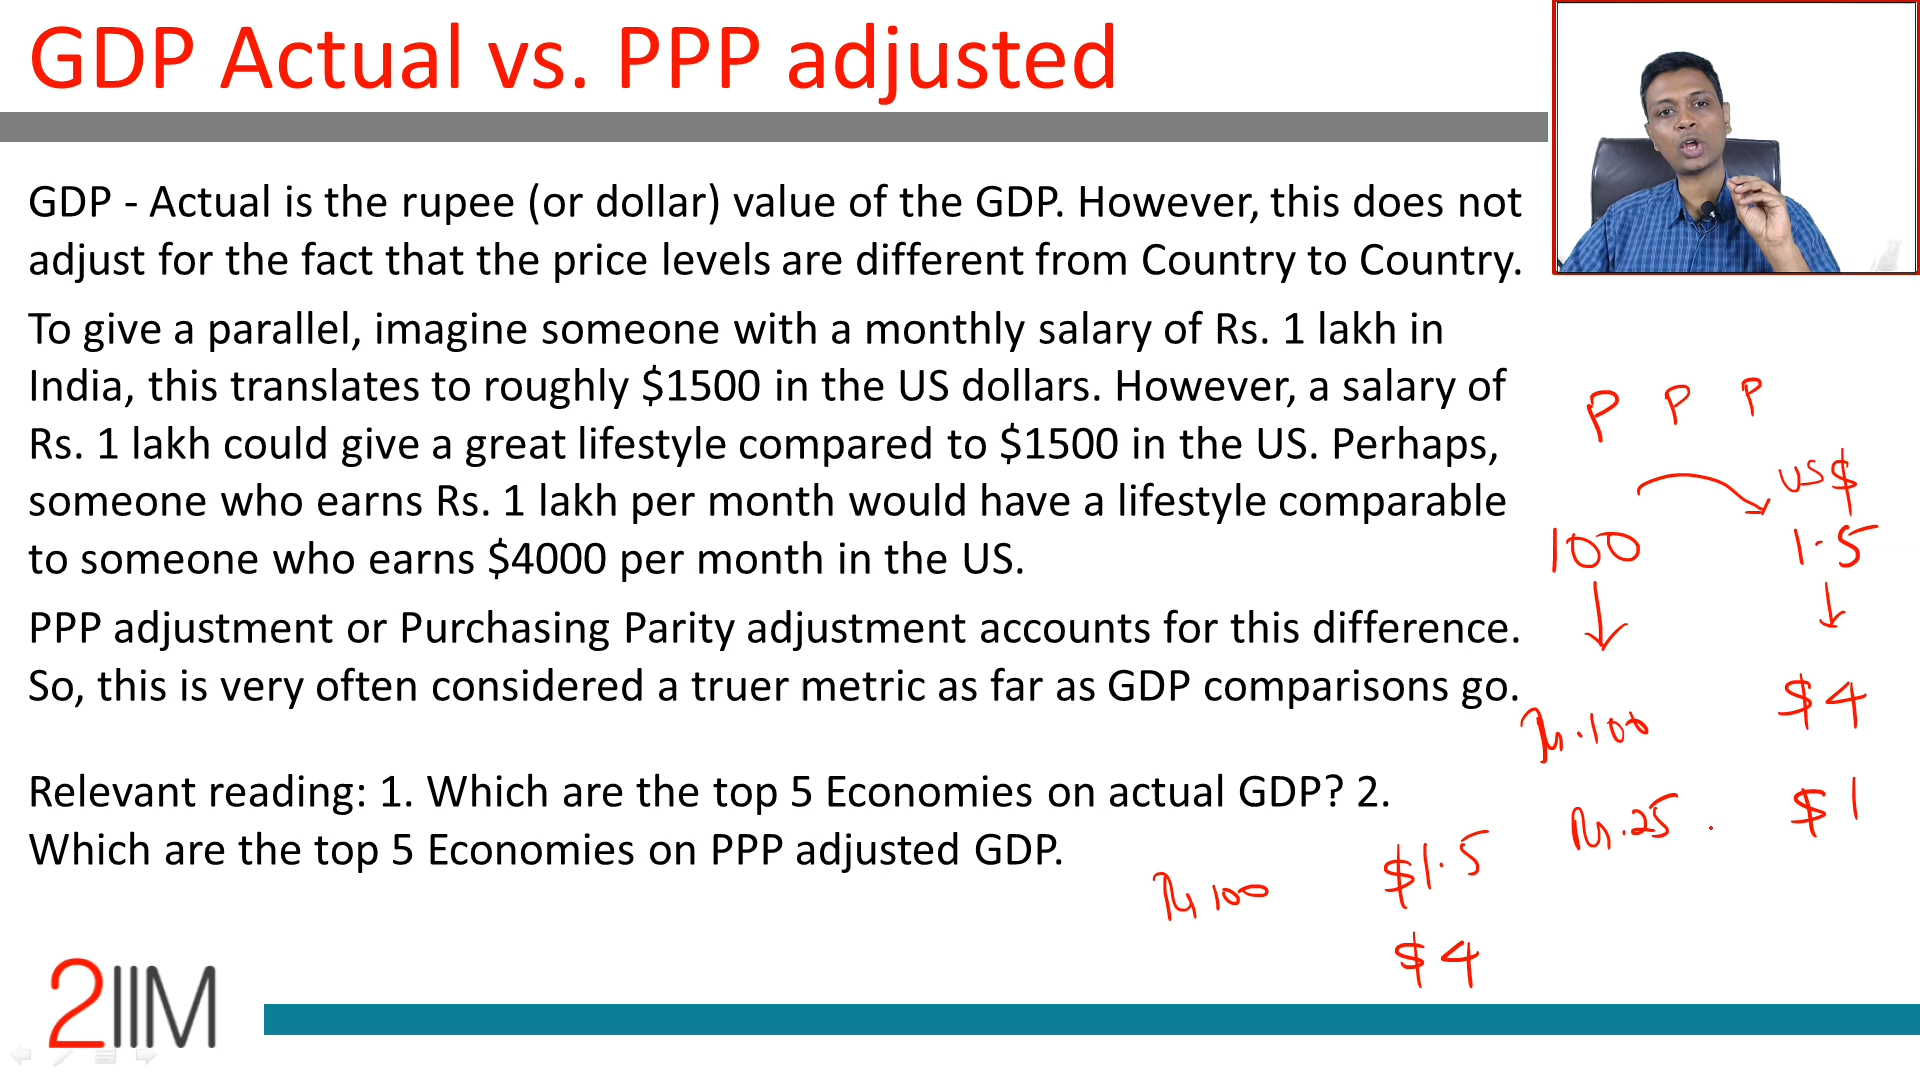 GDP Actual vs. PPP adjusted
GDP - Actual is the rupee (or dollar) value of the GDP. However, this does not
adjust for the fact that the price levels are different from Country to Country.
To give a parallel, imagine someone with a monthly salary of Rs. 1 lakh in
India, this translates to roughly $1500 in the US dollars. However, a salary of
Rs. 1 lakh could give a great lifestyle compared to $1500 in the US. Perhaps,
someone who earns Rs. 1 lakh per month would have a lifestyle comparable
to someone who earns $4000 per month in the US.
PPP adjustment or Purchasing Parity adjustment accounts for this difference.
So, this is very often considered a truer metric as far as GDP comparisons go.
Relevant reading: 1. Which are the top 5 Economies on actual GDP? 2.
Which are the top 5 Economies on PPP adjusted GDP.
P P P
US $
100 1.5
Rs.100 $4
Rs.25 $1
Rs 100 $1.5
$4
2IIM